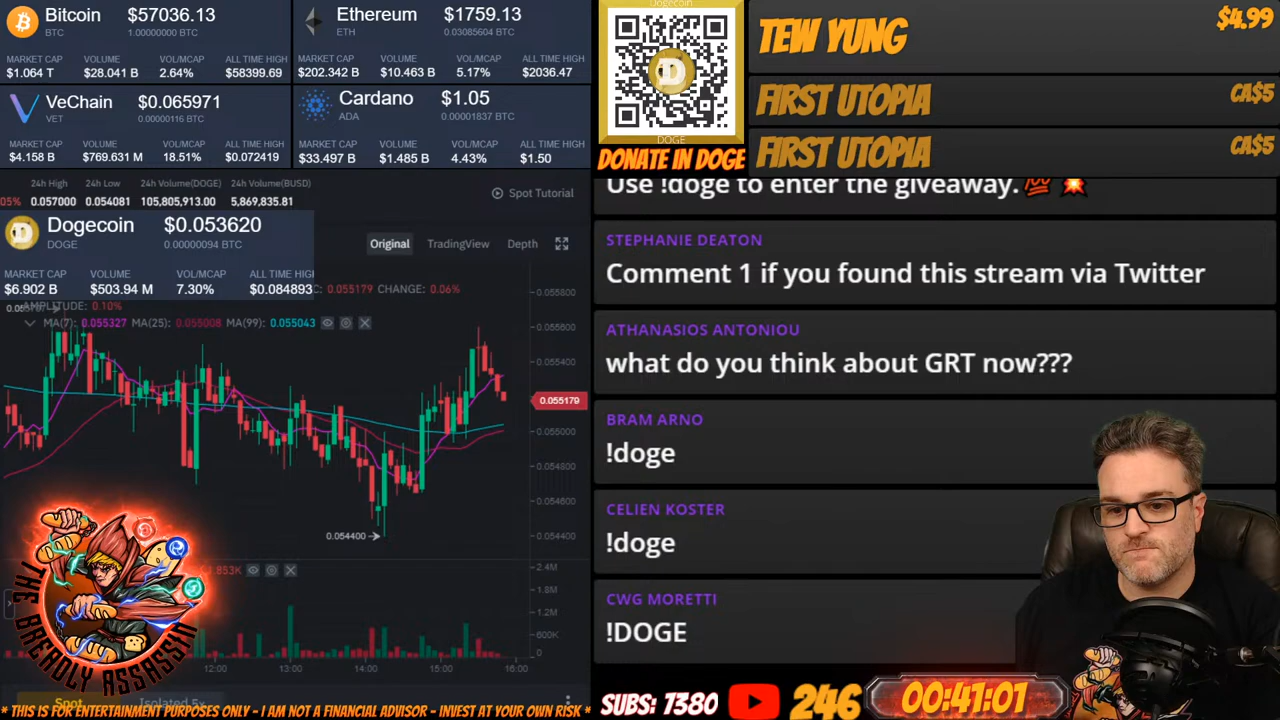 Bitcoin $57036.13
BTC 1.00000000 BTC
MARKET CAP VOLUME VOL/MCAP ALL TIME HIGH
$1.064 T $28.041 B 2.64% $58399.69
Ethereum $1759.13
ETH 0.03085604 BTC
MARKET CAP VOLUME VOL/MCAP ALL TIME HIGH
$202.342 B $10.463 B 5.17% $2036.47
VeChain $0.065971
VET 0.00000116 BTC
MARKET CAP VOLUME VOL/MCAP ALL TIME HIGH
$4.158 B $769.631 M 18.51% $0.072419
Cardano $1.05
ADA 0.00001837 BTC
MARKET CAP VOLUME VOL/MCAP ALL TIME HIGH
$33.497 B $1.485 B 4.43% $1.50
24h High 24h Low 24h Volume(DOGE) 24h Volume(BUSD)
05% 0.057000 0.054081 105,805,913.00 5,869,835.81
Spot Tutorial
Dogecoin $0.053620
DOGE 0.00000094 BTC
MARKET CAP VOLUME VOL/MCAP ALL TIME HIGH
$6.902 B $503.94 M 7.30% $0.084893
Original TradingView Depth
C: 0.055179 CHANGE: 0.06%
AMPLITUDE: 0.10%
MA(7): 0.055327 MA(25): 0.055008 MA(99): 0.055043
0.055800
0.055600
0.055400
0.055179
0.055000
0.054800
0.054600
0.054400
0.054400
1.853K
2.4M
1.8M
1.2M
600K
0
12:00 13:00 14:00 15:00 16:00
Spot Isolated 5x
THE BREADLY ASSASSIN
* THIS IS FOR ENTERTAINMENT PURPOSES ONLY - I AM NOT A FINANCIAL ADVISOR - INVEST AT YOUR OWN RISK *
Dogecoin
D
DOGE
DONATE IN DOGE
TEW YUNG $4.99
FIRST UTOPIA CA$5
FIRST UTOPIA CA$5
Use !doge to enter the giveaway. 💯 💥
STEPHANIE DEATON
Comment 1 if you found this stream via Twitter
ATHANASIOS ANTONIOU
what do you think about GRT now???
BRAM ARNO
!doge
CELIEN KOSTER
!doge
CWG MORETTI
!DOGE
SUBS: 7380 246 00:41:01